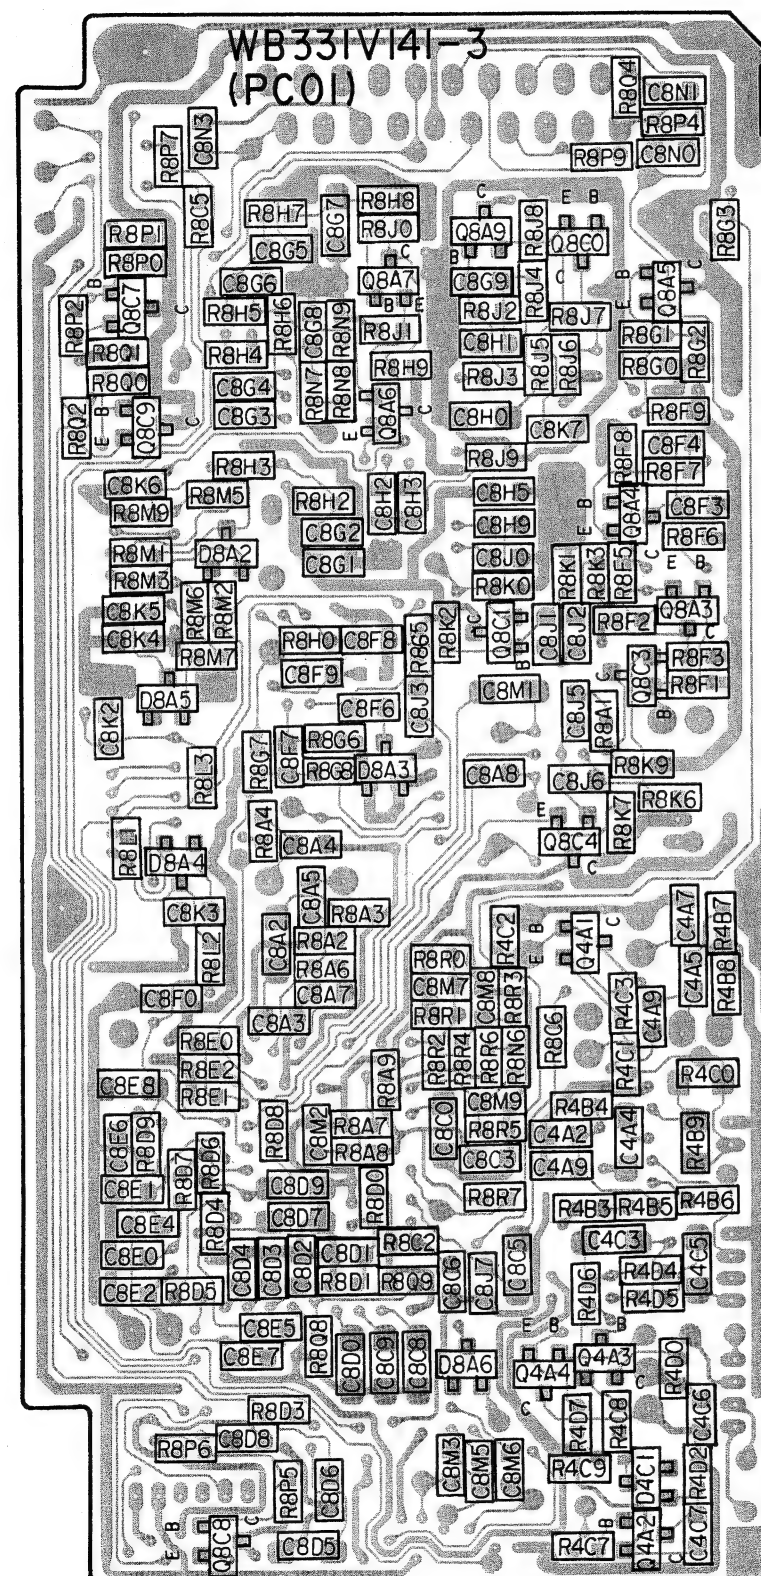 WB331V141-3
(PC01)
R8Q4
C8N1
R8P4
C8N0
R8P9
C8N3
R8P7
R8C5
R8H7
C8G7
R8H8
R8J0
C8G5
C8G6
R8P1
R8P0
B
Q8C7
C
E
R8P2
R8Q1
R8Q0
R8Q2
B
Q8C9
C
E
R8H5
R8H6
R8H4
C8G4
C8G3
C8G8
R8N9
R8N7
R8N8
C
Q8A7
B
E
R8J1
R8H9
B
Q8A6
C
E
C
Q8A9
B
E
R8J8
E
B
Q8C0
C
C8G9
R8J4
R8J2
R8J7
C8H1
R8J5
R8J6
R8J3
C8H0
C8K7
R8J9
R8G3
B
Q8A5
C
E
R8G1
R8G2
R8G0
R8F9
R8F8
C8F4
R8F7
B
Q8A4
C
E
C8F3
R8F6
R8H3
C8K6
R8M5
R8M9
R8H2
C8G2
C8G1
C8H2
C8H3
C8H5
C8H9
C8J0
R8K0
R8K1
R8K3
R8F5
R8M1
D8A2
R8M3
R8M6
R8M2
C8K5
C8K4
R8M7
R8H0
C8F8
R8G5
R8K2
C
Q8C1
B
C8J1
C8J2
R8F2
E
B
Q8A3
C
C8F9
C8F6
C8J3
C8M1
C
Q8C3
B
R8F3
R8F1
C8J5
R8A1
D8A5
C8K2
R8L3
R8G7
C8F7
R8G6
R8G8
D8A3
C8A8
C8J6
R8K9
R8K6
R8K7
E
B
Q8C4
C
R8L1
D8A4
R8A4
C8A4
C8K3
R8L2
C8A5
R8A3
C8A2
R8A2
R8A6
C8A7
C8A3
C8F0
R4C2
B
Q4A1
C
E
C4A7
R4B7
C4A5
R4B8
R8R0
C8M7
R8R1
C8M8
R8R3
R4C3
C4A9
R8C6
R4C1
R8E0
R8E2
R8E1
R8A9
R8R2
R8R4
R8R6
R8N6
R4C0
C8E8
C8E6
R8D9
R8D8
C8M2
R8A7
R8A8
C8C0
C8M9
R8R5
C8C3
R4B4
C4A2
C4A9
C4A4
R4B9
R8D7
R8D6
C8E1
C8D9
R8D0
R8R7
R4B3
R4B5
R4B6
C8E4
R8D4
C8D7
C8E0
C8D4
C8D3
C8D2
C8D1
R8C2
C8C5
C4C3
C4C5
C8E2
R8D5
R8D1
R8Q9
C8C6
C8J7
R4D6
R4D4
R4D5
C8E5
C8E7
R8Q8
C8D0
C8C9
C8C8
D8A6
E
B
Q4A4
C
B
Q4A3
C
R4D0
R8D3
C8D8
R8P6
R4D7
R4C8
C4C6
C8M3
C8M5
C8M6
R4C9
D4C1
R4D2
R8P5
C8D6
B
Q8C8
C
E
C8D5
R4C7
B
Q4A2
C
C4C7